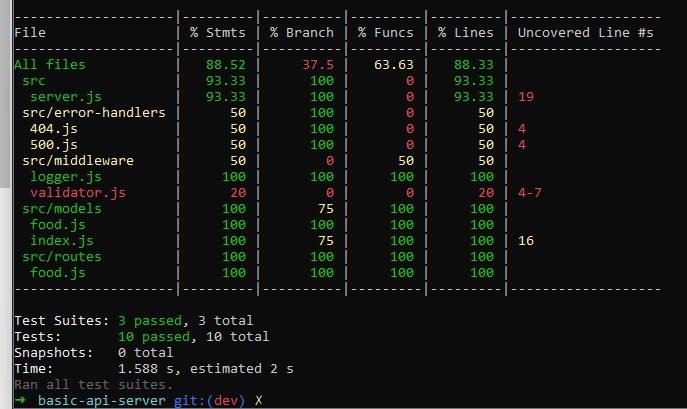 --------------------|---------|----------|---------|---------|-------------------
File                | % Stmts | % Branch | % Funcs | % Lines | Uncovered Line #s
--------------------|---------|----------|---------|---------|-------------------
All files           |   88.52 |     37.5 |   63.63 |   88.33 |
 src                |   93.33 |      100 |       0 |   93.33 |
  server.js         |   93.33 |      100 |       0 |   93.33 | 19
 src/error-handlers |      50 |      100 |       0 |      50 |
  404.js            |      50 |      100 |       0 |      50 | 4
  500.js            |      50 |      100 |       0 |      50 | 4
 src/middleware     |      50 |        0 |      50 |      50 |
  logger.js         |     100 |      100 |     100 |     100 |
  validator.js      |      20 |        0 |       0 |      20 | 4-7
 src/models         |     100 |       75 |     100 |     100 |
  food.js           |     100 |      100 |     100 |     100 |
  index.js          |     100 |       75 |     100 |     100 | 16
 src/routes         |     100 |      100 |     100 |     100 |
  food.js           |     100 |      100 |     100 |     100 |
--------------------|---------|----------|---------|---------|-------------------
Test Suites: 3 passed, 3 total
Tests:       10 passed, 10 total
Snapshots:   0 total
Time:        1.588 s, estimated 2 s
Ran all test suites.
➜  basic-api-server git:(dev) ✗